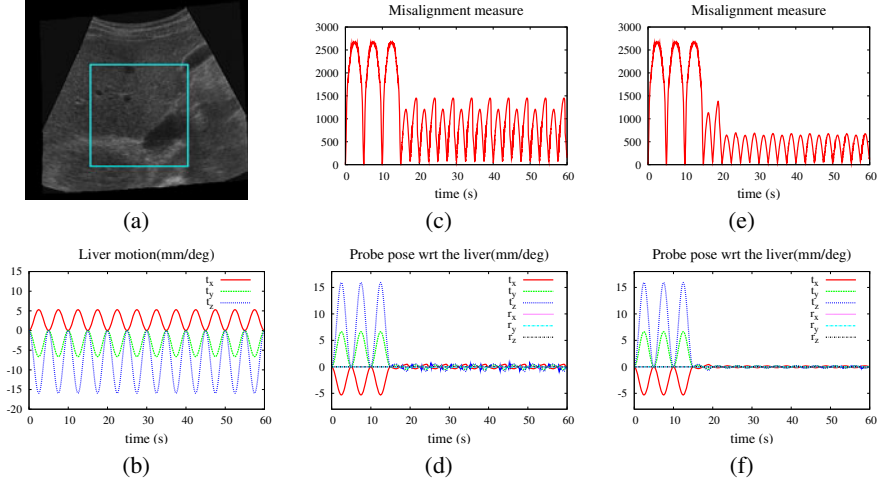 Misalignment measure
3000
2500
2000
1500
1000
500
0
0 10 20 30 40 50 60
time (s)
Misalignment measure
3000
2500
2000
1500
1000
500
0
0 10 20 30 40 50 60
time (s)
(a)
(c)
(e)
Liver motion(mm/deg)
15
10
5
0
-5
-10
-15
-20
t_x
t_y
t_z
0 10 20 30 40 50 60
time (s)
Probe pose wrt the liver(mm/deg)
15
10
5
0
-5
t_x
t_y
t_z
r_x
r_y
r_z
0 10 20 30 40 50 60
time (s)
Probe pose wrt the liver(mm/deg)
15
10
5
0
-5
t_x
t_y
t_z
r_x
r_y
r_z
0 10 20 30 40 50 60
time (s)
(b)
(d)
(f)